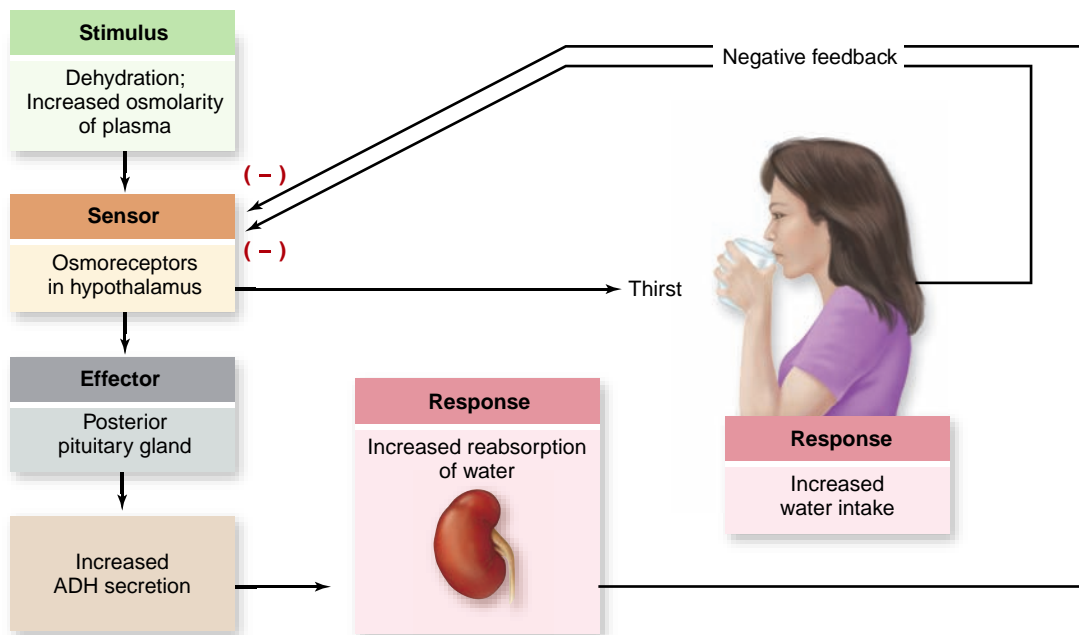 Stimulus
Dehydration;
Increased osmolarity
of plasma
Negative feedback
( – )
Sensor
( – )
Osmoreceptors
in hypothalamus
Thirst
Effector
Posterior
pituitary gland
Response
Increased reabsorption
of water
Response
Increased
water intake
Increased
ADH secretion